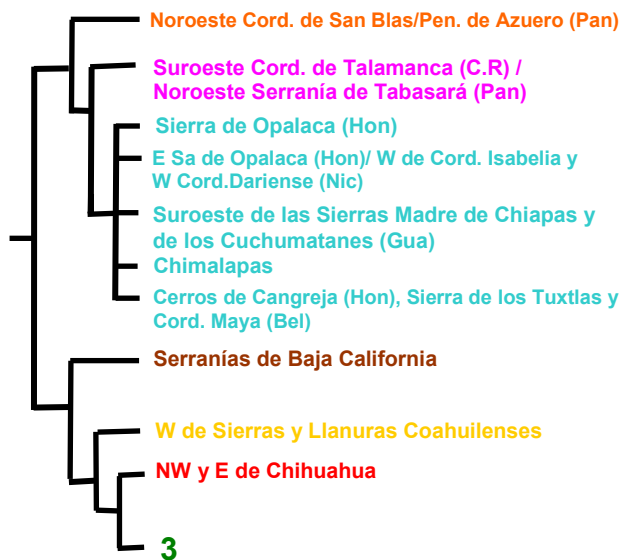 Noroeste Cord. de San Blas/Pen. de Azuero (Pan)
Suroeste Cord. de Talamanca (C.R) /
Noroeste Serranía de Tabasará (Pan)
Sierra de Opalaca (Hon)
E Sa de Opalaca (Hon)/ W de Cord. Isabelia y
W Cord.Dariense (Nic)
Suroeste de las Sierras Madre de Chiapas y
de los Cuchumatanes (Gua)
Chimalapas
Cerros de Cangreja (Hon), Sierra de los Tuxtlas y
Cord. Maya (Bel)
Serranías de Baja California
W de Sierras y Llanuras Coahuilenses
NW y E de Chihuahua
3